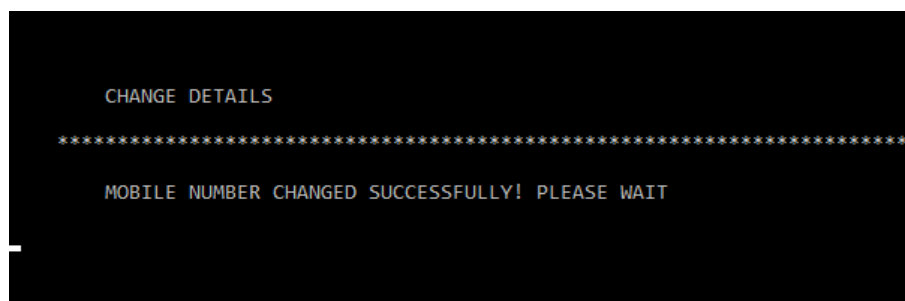 CHANGE DETAILS
***********************************************************************
MOBILE NUMBER CHANGED SUCCESSFULLY! PLEASE WAIT